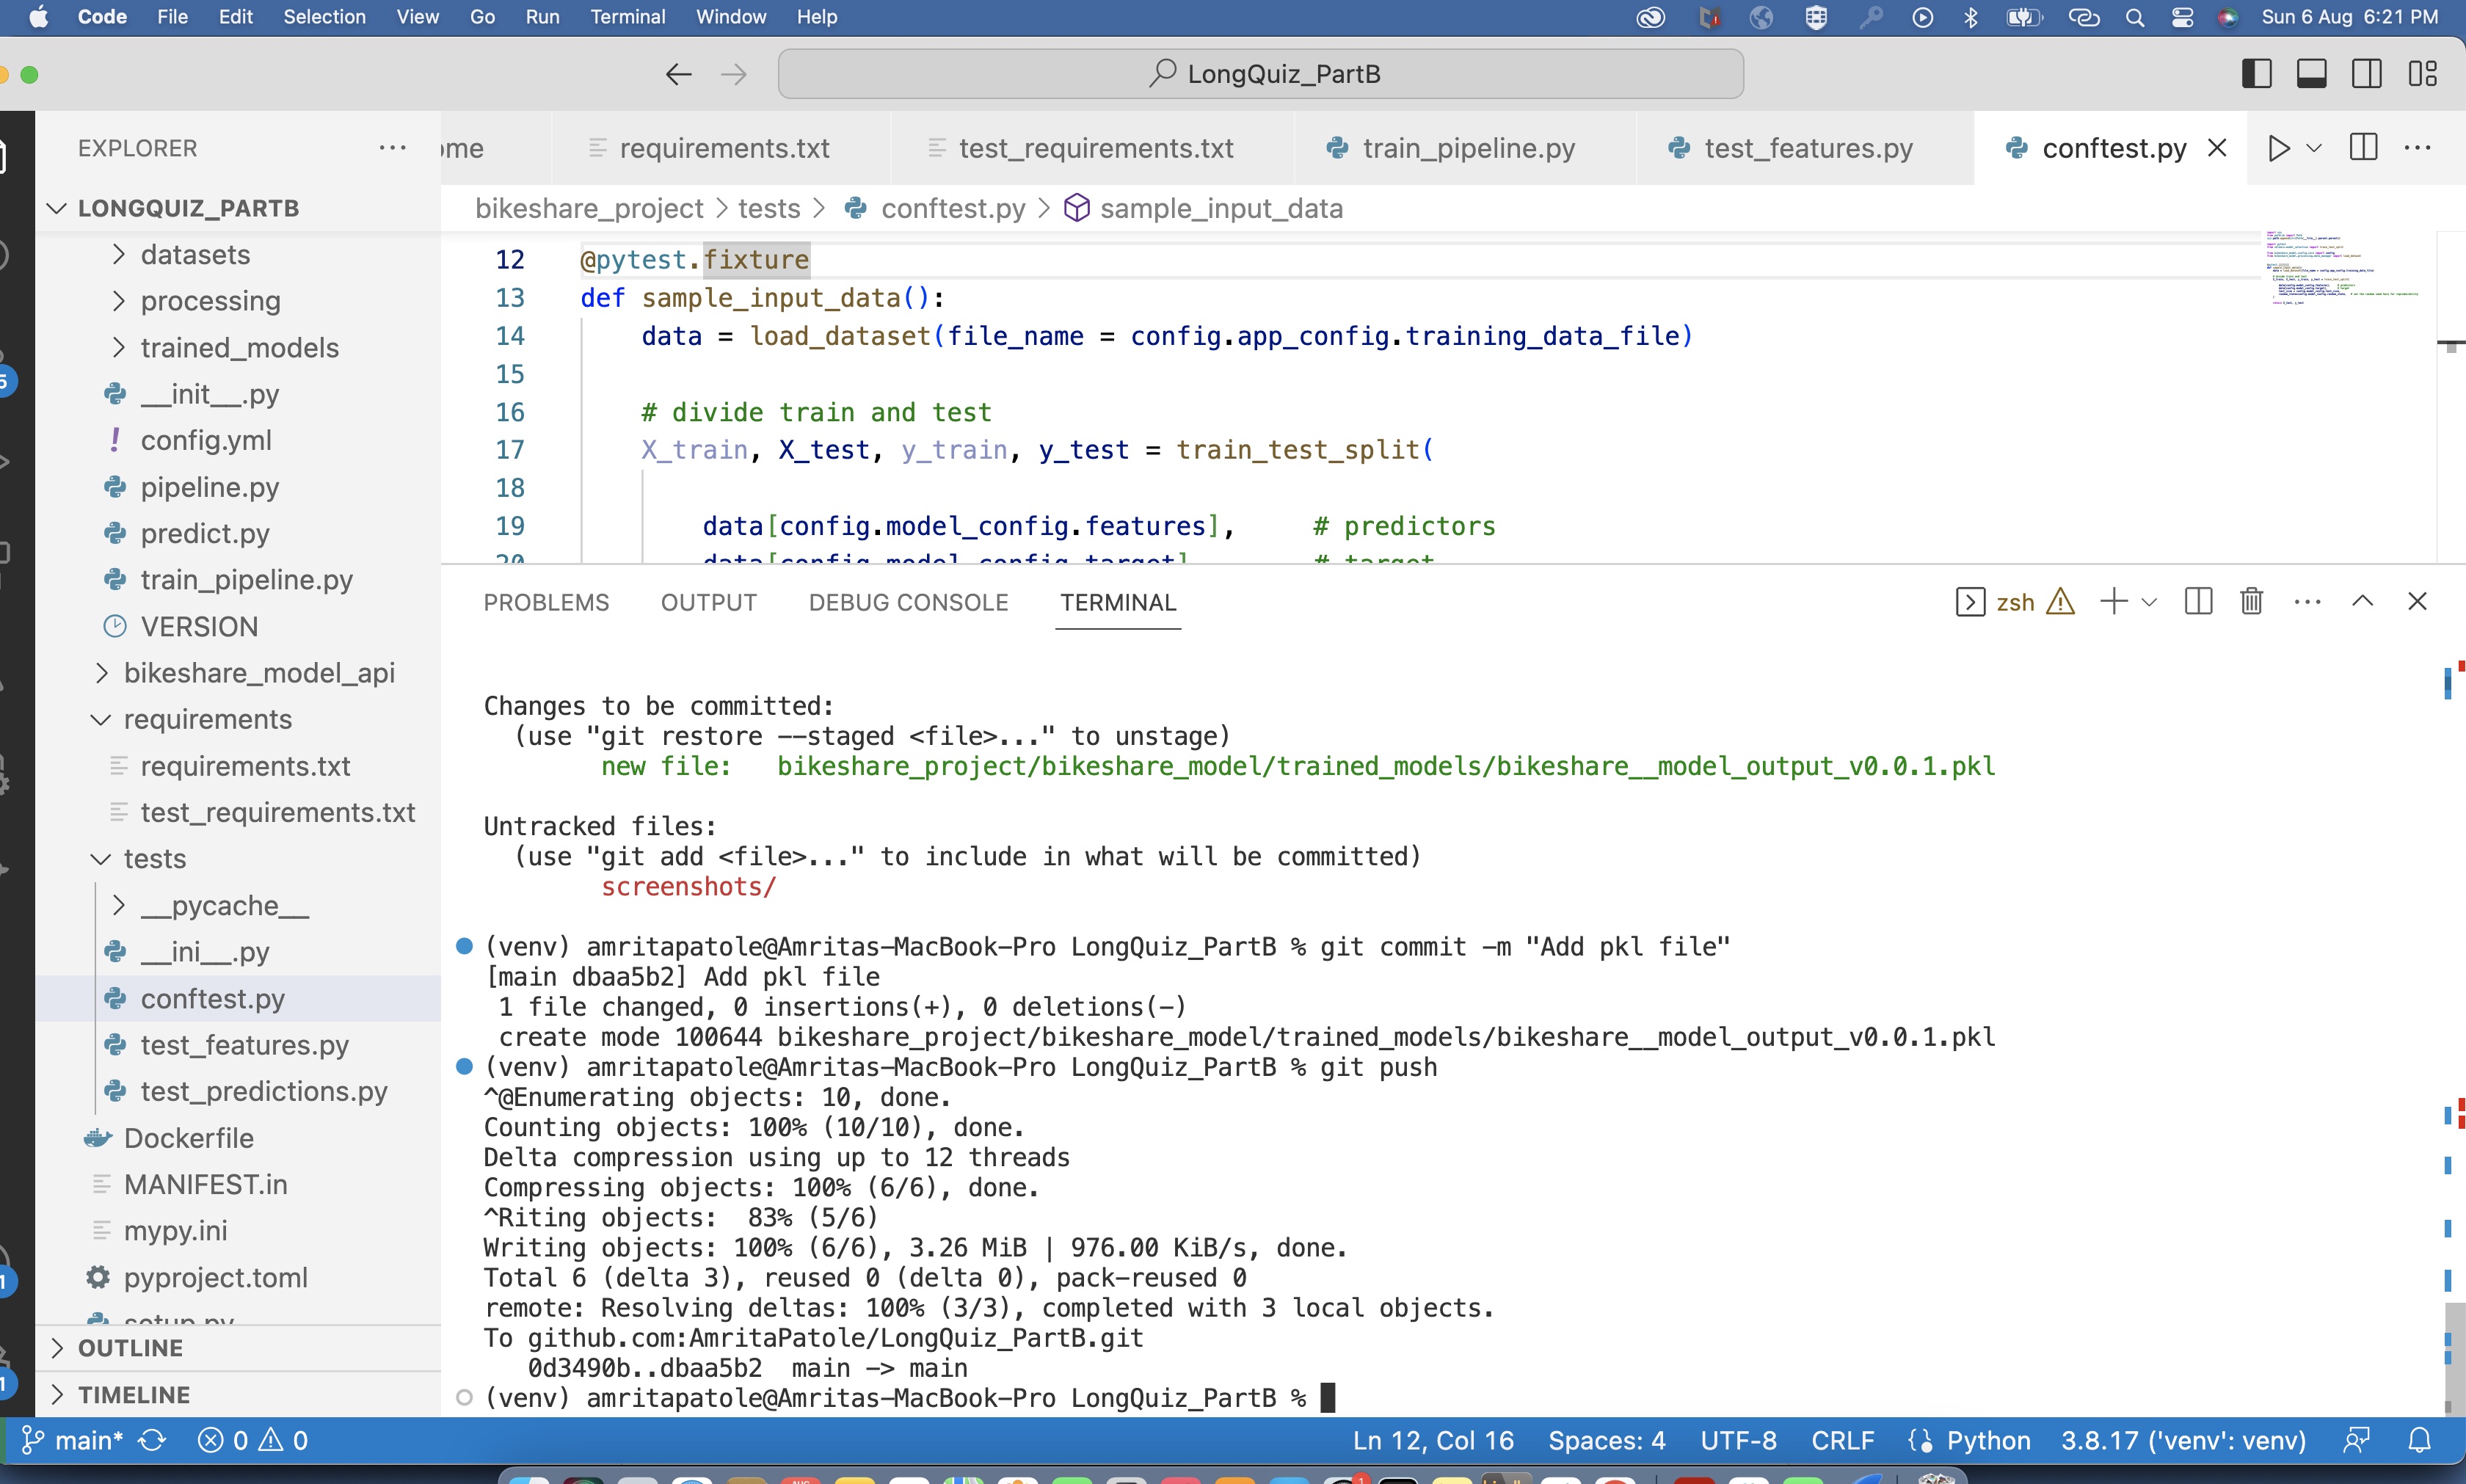 Code File Edit Selection View Go Run Terminal Window Help Sun 6 Aug 6:21 PM
LongQuiz_PartB
EXPLORER
ome requirements.txt test_requirements.txt train_pipeline.py test_features.py conftest.py
LONGQUIZ_PARTB
bikeshare_project > tests > conftest.py > sample_input_data
datasets
processing
trained_models
__init__.py
config.yml
pipeline.py
predict.py
train_pipeline.py
VERSION
bikeshare_model_api
requirements
requirements.txt
test_requirements.txt
tests
__pycache__
__ini__.py
conftest.py
test_features.py
test_predictions.py
Dockerfile
MANIFEST.in
mypy.ini
pyproject.toml
setup.py
OUTLINE
TIMELINE
12 @pytest.fixture
13 def sample_input_data():
14 data = load_dataset(file_name = config.app_config.training_data_file)
15
16 # divide train and test
17 X_train, X_test, y_train, y_test = train_test_split(
18
19 data[config.model_config.features], # predictors
20 data[config.model_config.target] # target
PROBLEMS OUTPUT DEBUG CONSOLE TERMINAL zsh
Changes to be committed:
(use "git restore --staged <file>..." to unstage)
new file: bikeshare_project/bikeshare_model/trained_models/bikeshare__model_output_v0.0.1.pkl
Untracked files:
(use "git add <file>..." to include in what will be committed)
screenshots/
(venv) amritapatole@Amritas-MacBook-Pro LongQuiz_PartB % git commit -m "Add pkl file"
[main dbaa5b2] Add pkl file
1 file changed, 0 insertions(+), 0 deletions(-)
create mode 100644 bikeshare_project/bikeshare_model/trained_models/bikeshare__model_output_v0.0.1.pkl
(venv) amritapatole@Amritas-MacBook-Pro LongQuiz_PartB % git push
^@Enumerating objects: 10, done.
Counting objects: 100% (10/10), done.
Delta compression using up to 12 threads
Compressing objects: 100% (6/6), done.
^Riting objects: 83% (5/6)
Writing objects: 100% (6/6), 3.26 MiB | 976.00 KiB/s, done.
Total 6 (delta 3), reused 0 (delta 0), pack-reused 0
remote: Resolving deltas: 100% (3/3), completed with 3 local objects.
To github.com:AmritaPatole/LongQuiz_PartB.git
0d3490b..dbaa5b2 main -> main
(venv) amritapatole@Amritas-MacBook-Pro LongQuiz_PartB %
main* 0 0 Ln 12, Col 16 Spaces: 4 UTF-8 CRLF Python 3.8.17 ('venv': venv)